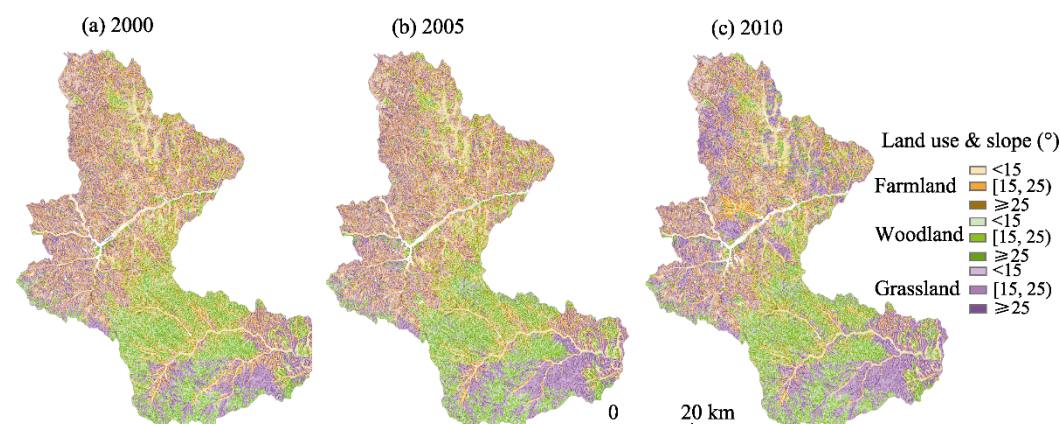 (a) 2000
(b) 2005
(c) 2010
Land use & slope (°)
Farmland
<15
[15, 25)
⩾25
Woodland
<15
[15, 25)
⩾25
Grassland
<15
[15, 25)
⩾25
0 20 km